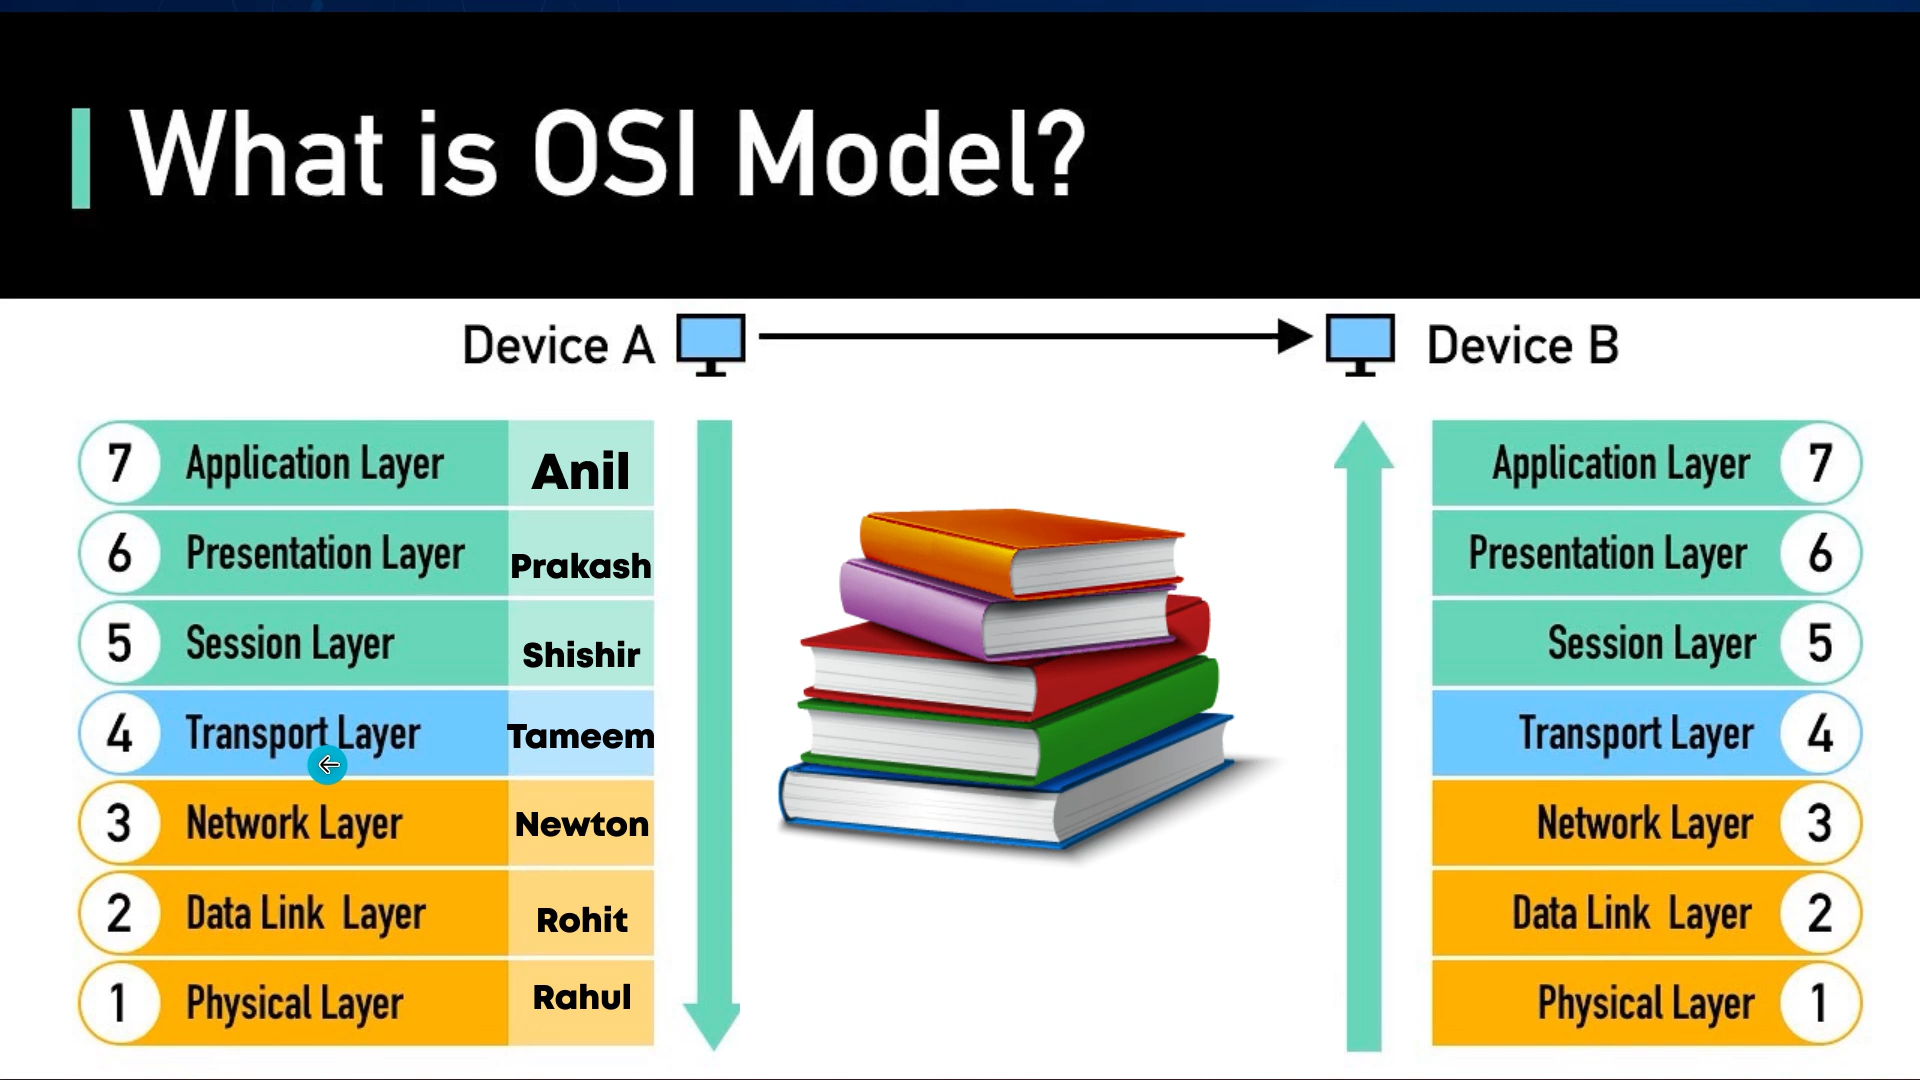 What is OSI Model?
Device A
Device B
7 Application Layer Anil
6 Presentation Layer Prakash
5 Session Layer Shishir
4 Transport Layer Tameem
3 Network Layer Newton
2 Data Link Layer Rohit
1 Physical Layer Rahul
Application Layer 7
Presentation Layer 6
Session Layer 5
Transport Layer 4
Network Layer 3
Data Link Layer 2
Physical Layer 1